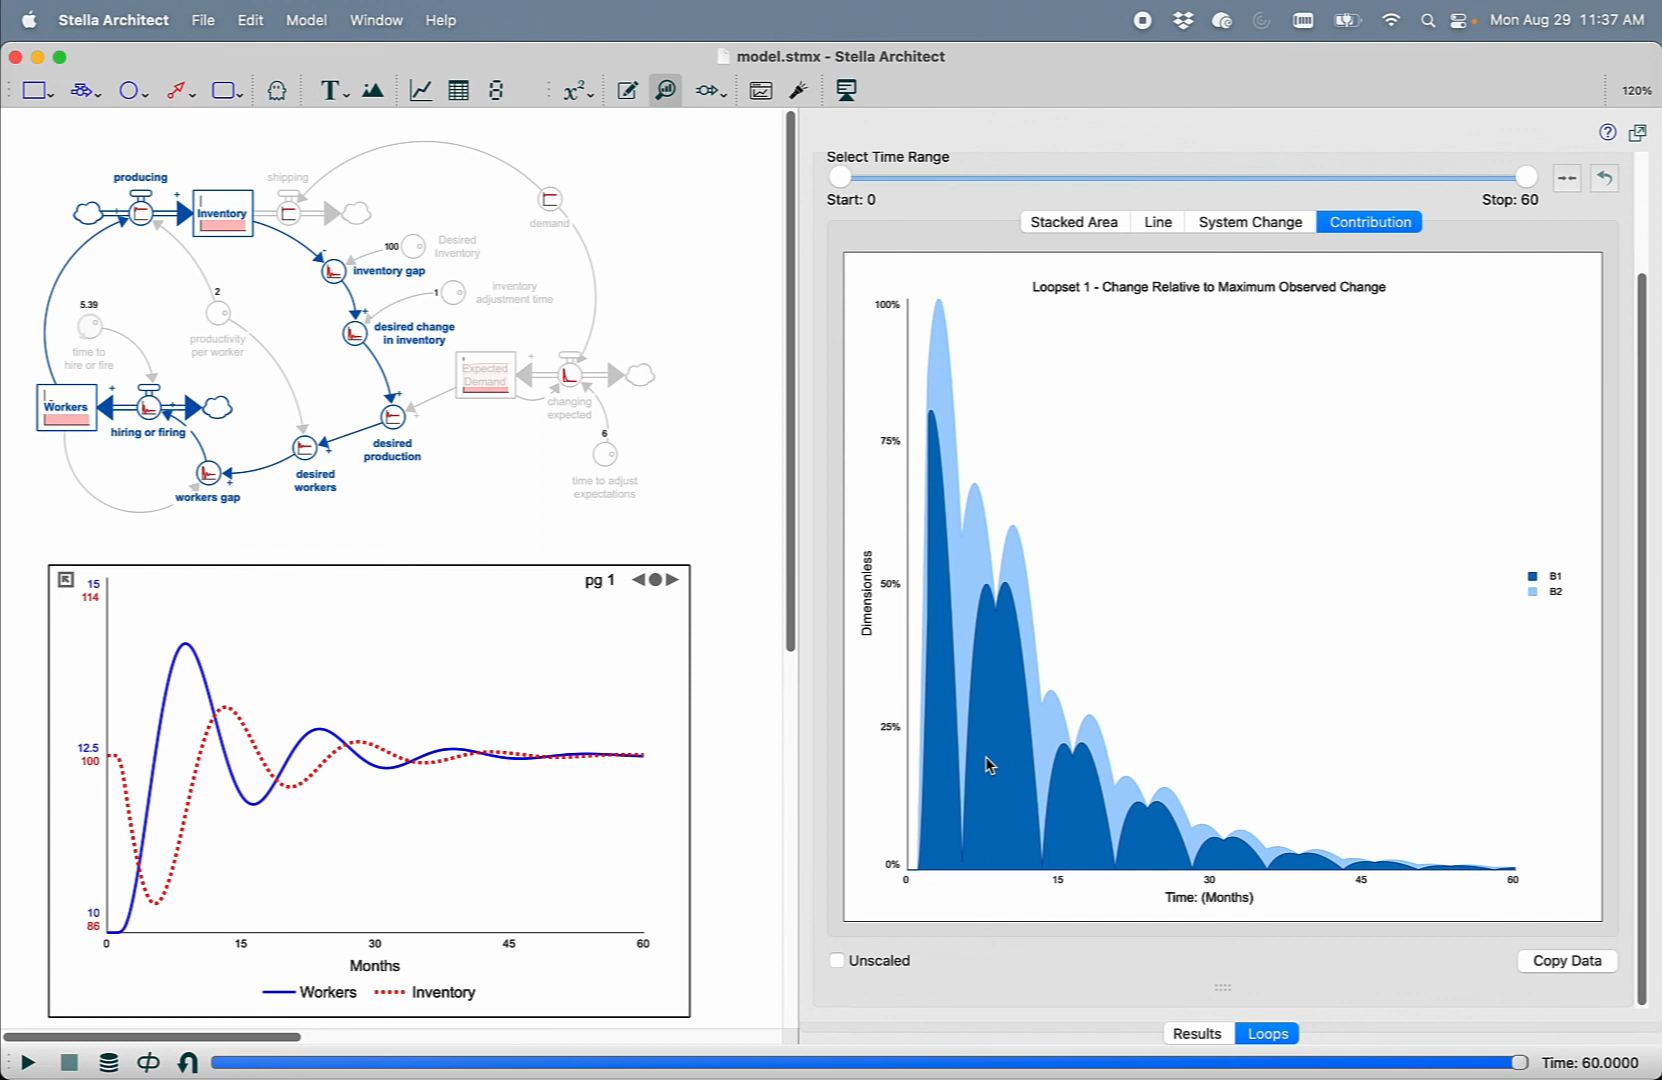 Stella Architect File Edit Model Window Help
Mon Aug 29 11:37 AM
model.stmx - Stella Architect
T
x²
120%
producing
+
Inventory
shipping
demand
-
100
Desired
Inventory
inventory gap
+
1
inventory
adjustment time
desired change
in inventory
5.39
time to
hire or fire
2
productivity
per worker
+
Workers
+
+
hiring or firing
Expected
Demand
+
changing
expected
+
+
desired
production
6
time to adjust
expectations
+
desired
workers
+
workers gap
pg 1
15
114
12.5
100
10
86
0 15 30 45 60
Months
Workers Inventory
?
Select Time Range
Start: 0 Stop: 60
Stacked Area Line System Change Contribution
Loopset 1 - Change Relative to Maximum Observed Change
100%
75%
50%
25%
0%
Dimensionless
B1
B2
0 15 30 45 60
Time: (Months)
Unscaled
Copy Data
Results Loops
Time: 60.0000